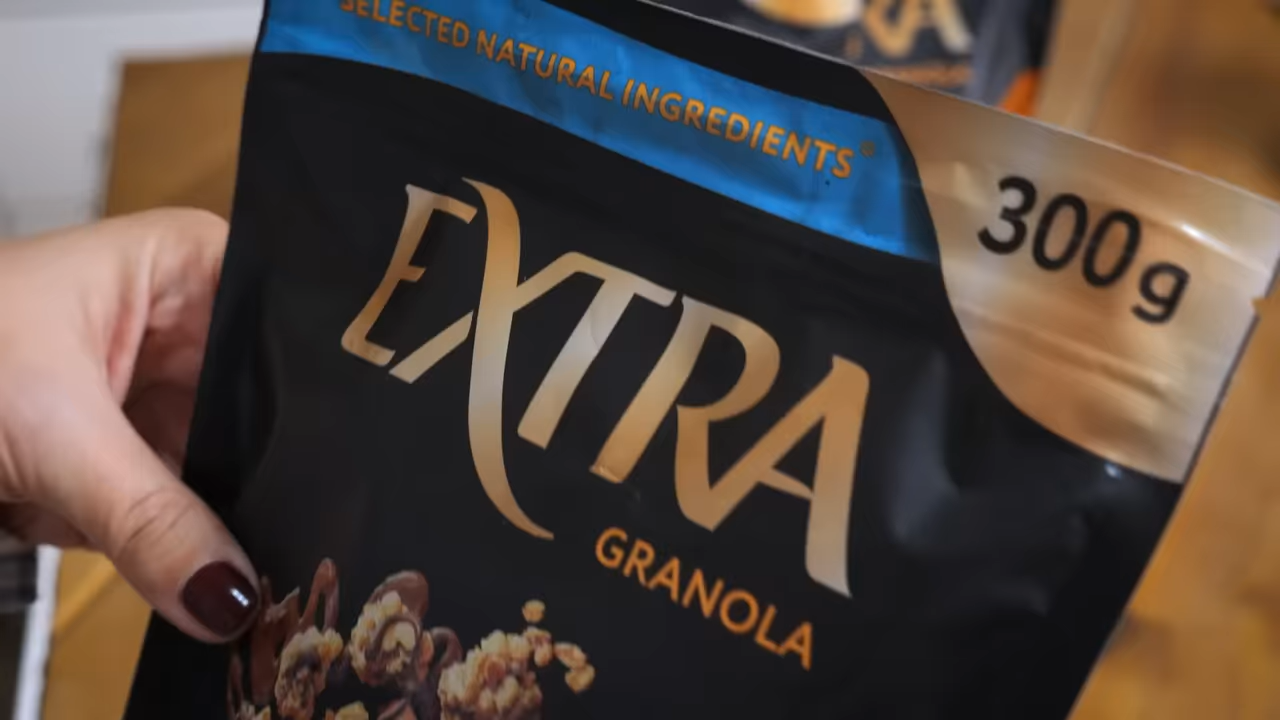 SELECTED NATURAL INGREDIENTS®
300g
EXTRA
GRANOLA